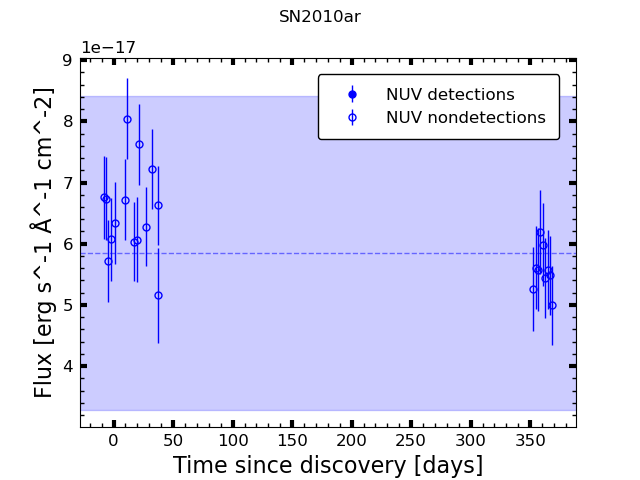 SN2010ar
1e−17
9
8
7
6
5
4
Flux [erg s^-1 Å^-1 cm^-2]
NUV detections
NUV nondetections
0 50 100 150 200 250 300 350
Time since discovery [days]